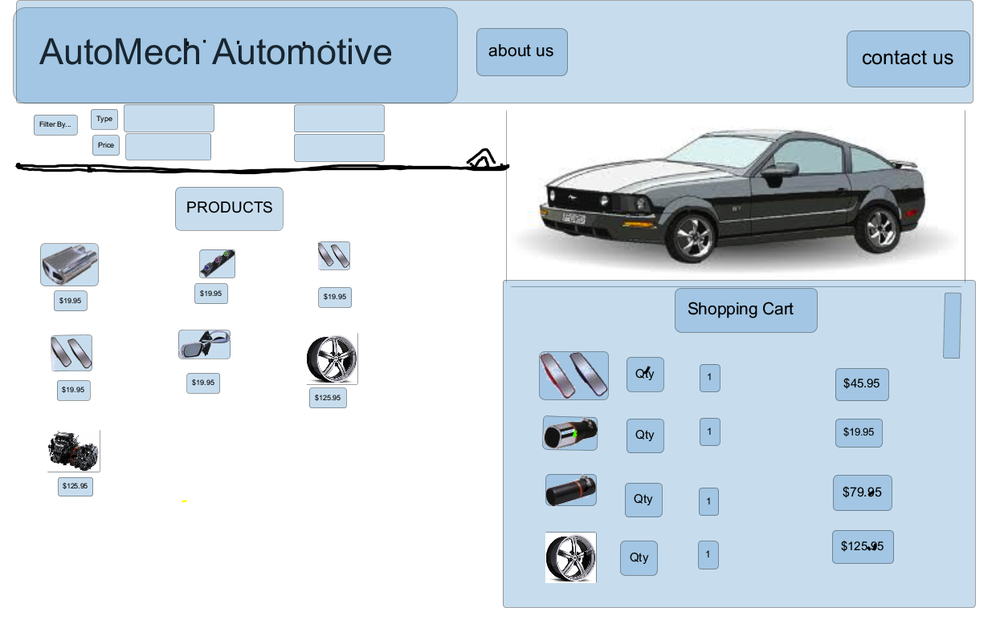 AutoMech Automotive
about us
contact us
Filter By...
Type
Price
PRODUCTS
$19.95
$19.95
$19.95
$19.95
$19.95
$125.95
$125.95
GT
Shopping Cart
Qty 1 $45.95
Qty 1 $19.95
Qty 1 $79.95
Qty 1 $125.95